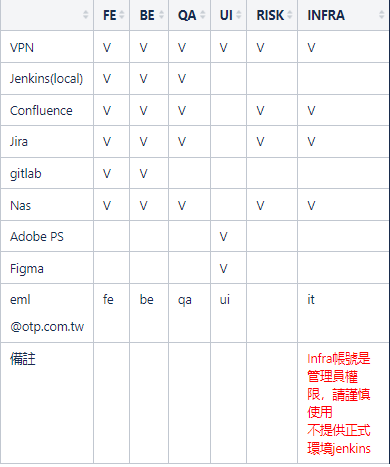 FE BE QA UI RISK INFRA
VPN V V V V V V
Jenkins(local) V V V
Confluence V V V V V
Jira V V V V V
gitlab V V
Nas V V V V V
Adobe PS V
Figma V
eml fe be qa ui it
@otp.com.tw
備註 Infra帳號是
管理員權
限，請謹慎
使用
不提供正式
環境jenkins